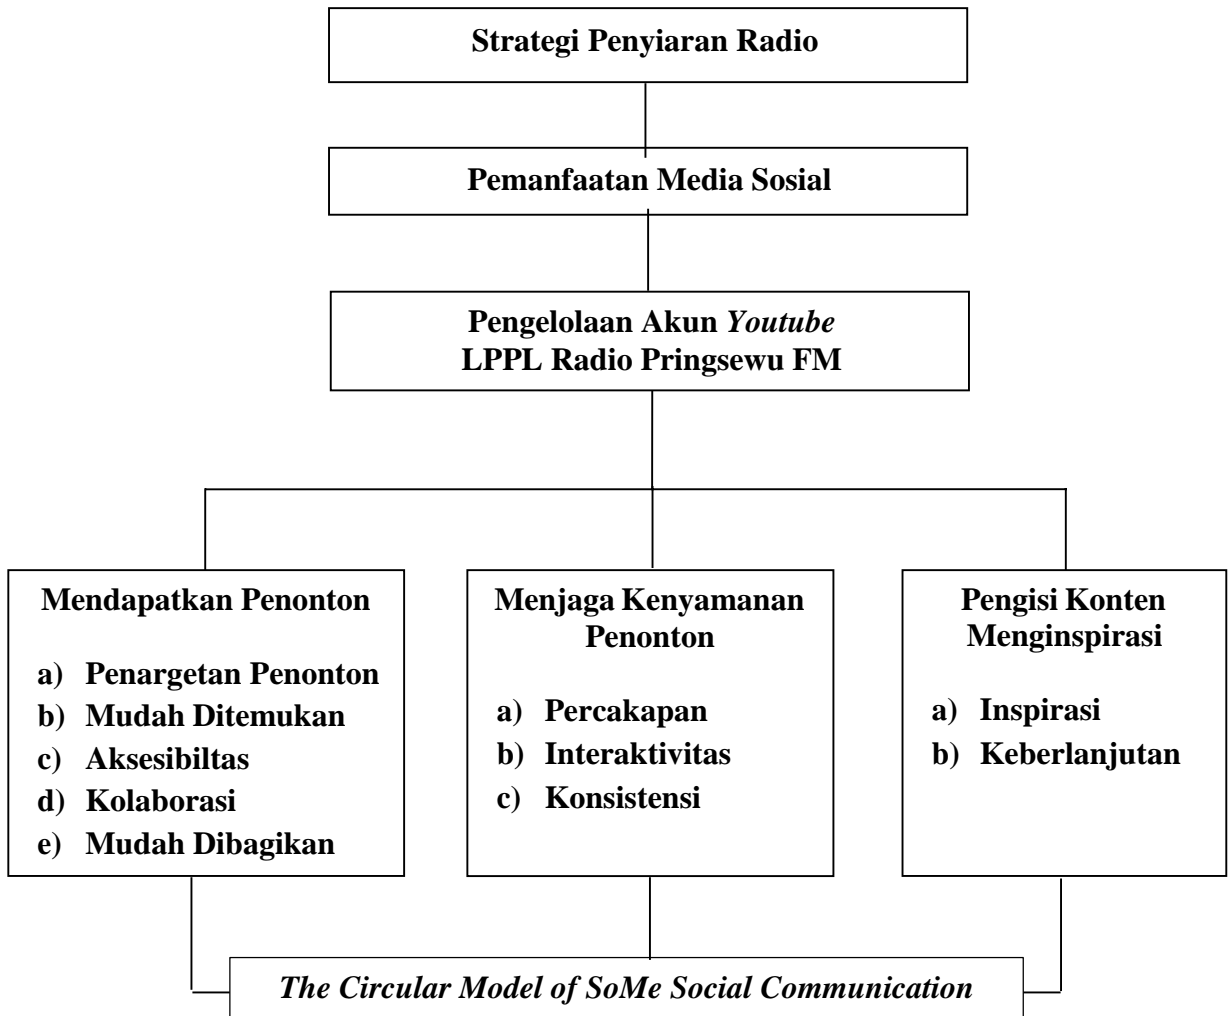 Strategi Penyiaran Radio
Pemanfaatan Media Sosial
Pengelolaan Akun Youtube
LPPL Radio Pringsewu FM
Mendapatkan Penonton
a) Penargetan Penonton
b) Mudah Ditemukan
c) Aksesibiltas
d) Kolaborasi
e) Mudah Dibagikan
Menjaga Kenyamanan
Penonton
a) Percakapan
b) Interaktivitas
c) Konsistensi
Pengisi Konten
Menginspirasi
a) Inspirasi
b) Keberlanjutan
The Circular Model of SoMe Social Communication